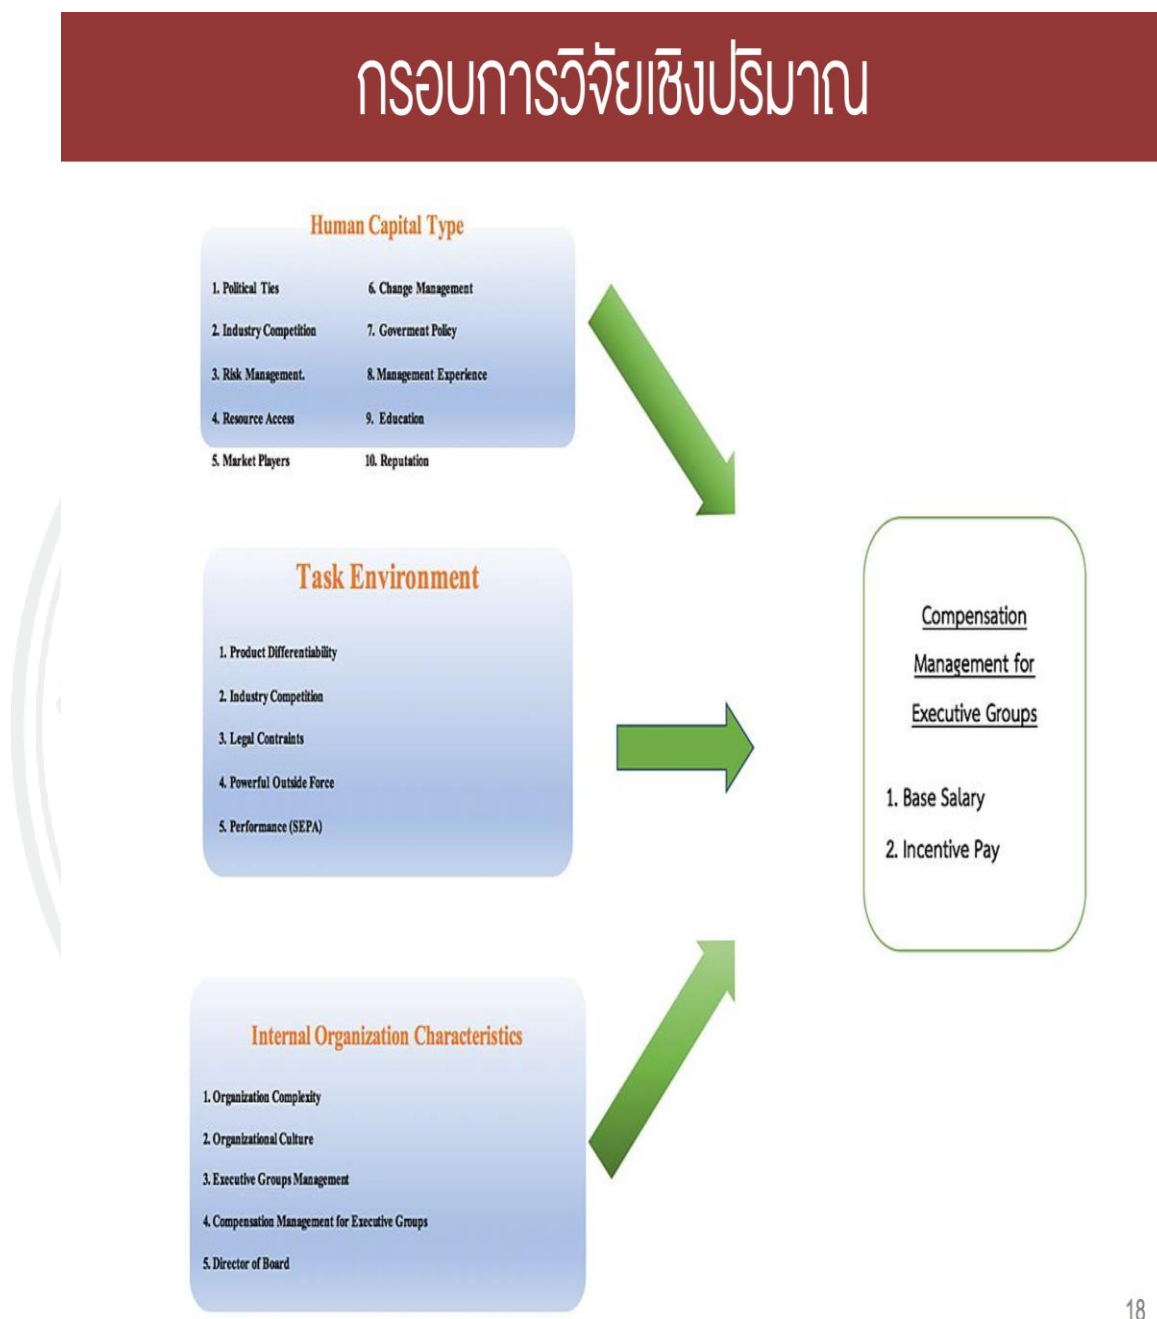 กรอบการวิจัยเชิงปริมาณ
Human Capital Type
1. Political Ties
2. Industry Competition
3. Risk Management.
4. Resource Access
5. Market Players
6. Change Management
7. Goverment Policy
8. Management Experience
9. Education
10. Reputation
Task Environment
1. Product Differentiability
2. Industry Competition
3. Legal Contraints
4. Powerful Outside Force
5. Performance (SEPA)
Internal Organization Characteristics
1. Organization Complexity
2. Organizational Culture
3. Executive Groups Management
4. Compensation Management for Executive Groups
5. Director of Board
Compensation
Management for
Executive Groups
1. Base Salary
2. Incentive Pay
18